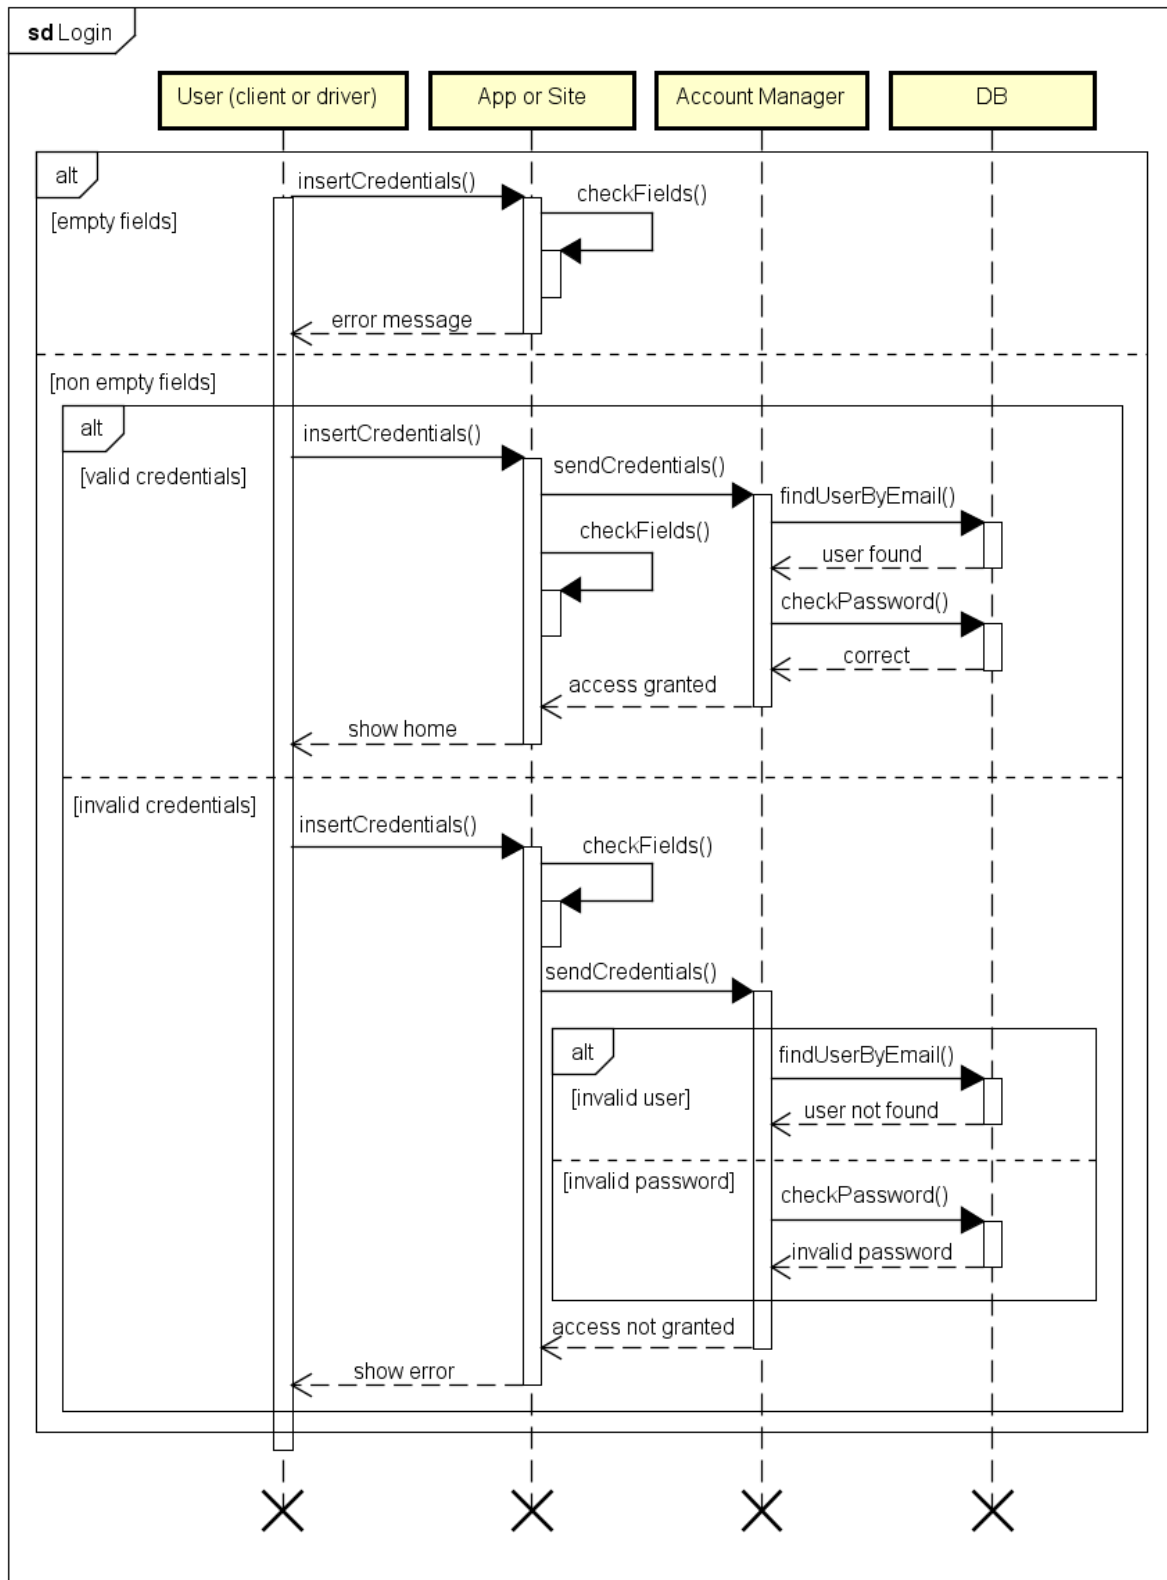 sd Login
User (client or driver)
App or Site
Account Manager
DB
alt
insertCredentials()
checkFields()
[empty fields]
error message
[non empty fields]
alt
insertCredentials()
[valid credentials]
sendCredentials()
findUserByEmail()
checkFields()
user found
checkPassword()
correct
access granted
show home
[invalid credentials]
insertCredentials()
checkFields()
sendCredentials()
alt
findUserByEmail()
[invalid user]
user not found
[invalid password]
checkPassword()
invalid password
access not granted
show error